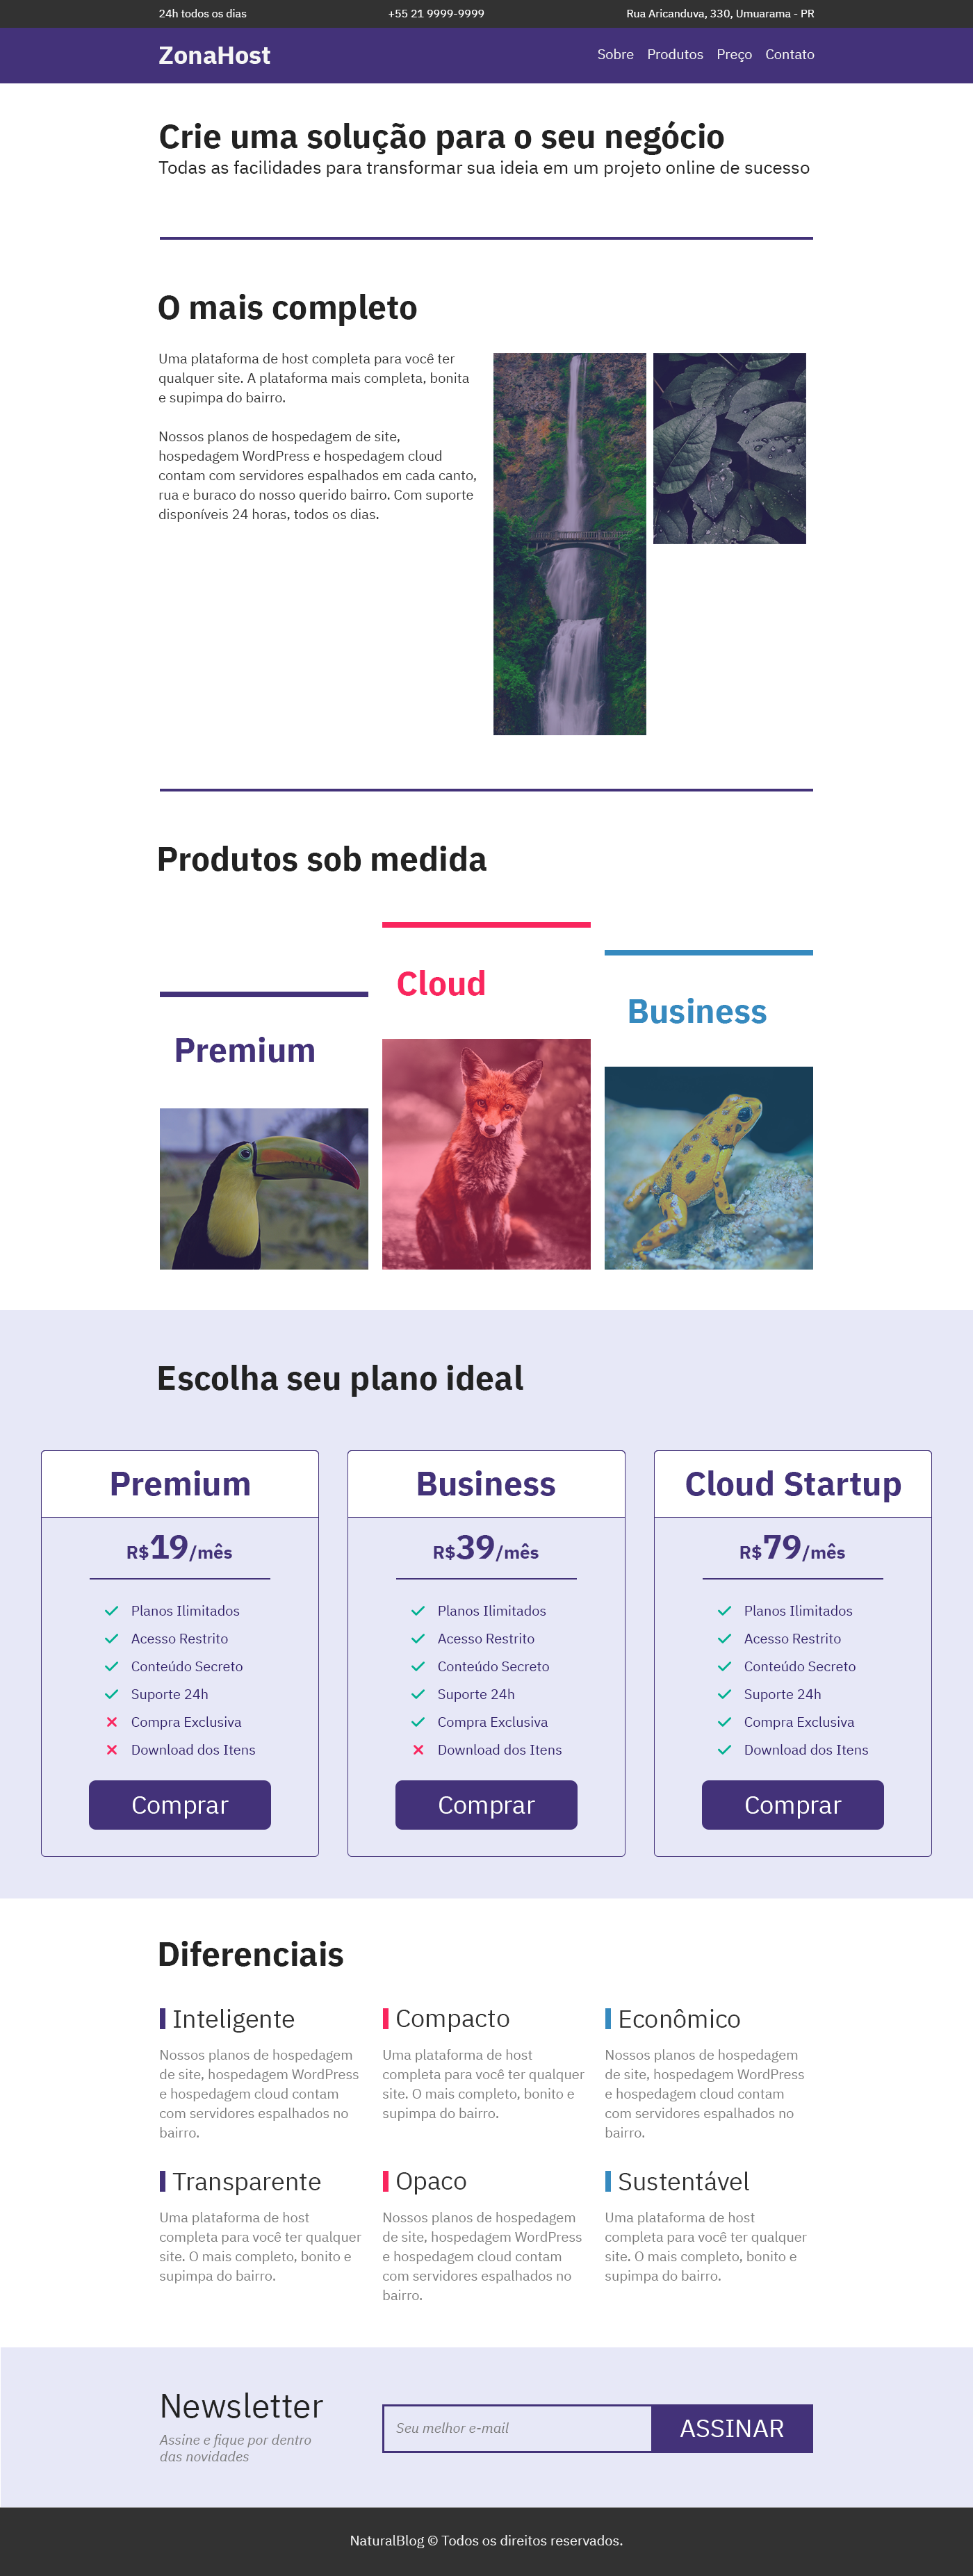 24h todos os dias
+55 21 9999-9999
Rua Aricanduva, 330, Umuarama - PR
ZonaHost
Sobre Produtos Preço Contato
Crie uma solução para o seu negócio
Todas as facilidades para transformar sua ideia em um projeto online de sucesso
O mais completo
Uma plataforma de host completa para você ter
qualquer site. A plataforma mais completa, bonita
e supimpa do bairro.
Nossos planos de hospedagem de site,
hospedagem WordPress e hospedagem cloud
contam com servidores espalhados em cada canto,
rua e buraco do nosso querido bairro. Com suporte
disponíveis 24 horas, todos os dias.
Produtos sob medida
Premium
Cloud
Business
Escolha seu plano ideal
Premium
R$19/mês
Planos Ilimitados
Acesso Restrito
Conteúdo Secreto
Suporte 24h
Compra Exclusiva
Download dos Itens
Comprar
Business
R$39/mês
Planos Ilimitados
Acesso Restrito
Conteúdo Secreto
Suporte 24h
Compra Exclusiva
Download dos Itens
Comprar
Cloud Startup
R$79/mês
Planos Ilimitados
Acesso Restrito
Conteúdo Secreto
Suporte 24h
Compra Exclusiva
Download dos Itens
Comprar
Diferenciais
Inteligente
Nossos planos de hospedagem
de site, hospedagem WordPress
e hospedagem cloud contam
com servidores espalhados no
bairro.
Compacto
Uma plataforma de host
completa para você ter qualquer
site. O mais completo, bonito e
supimpa do bairro.
Econômico
Nossos planos de hospedagem
de site, hospedagem WordPress
e hospedagem cloud contam
com servidores espalhados no
bairro.
Transparente
Uma plataforma de host
completa para você ter qualquer
site. O mais completo, bonito e
supimpa do bairro.
Opaco
Nossos planos de hospedagem
de site, hospedagem WordPress
e hospedagem cloud contam
com servidores espalhados no
bairro.
Sustentável
Uma plataforma de host
completa para você ter qualquer
site. O mais completo, bonito e
supimpa do bairro.
Newsletter
Assine e fique por dentro
das novidades
Seu melhor e-mail
ASSINAR
NaturalBlog © Todos os direitos reservados.